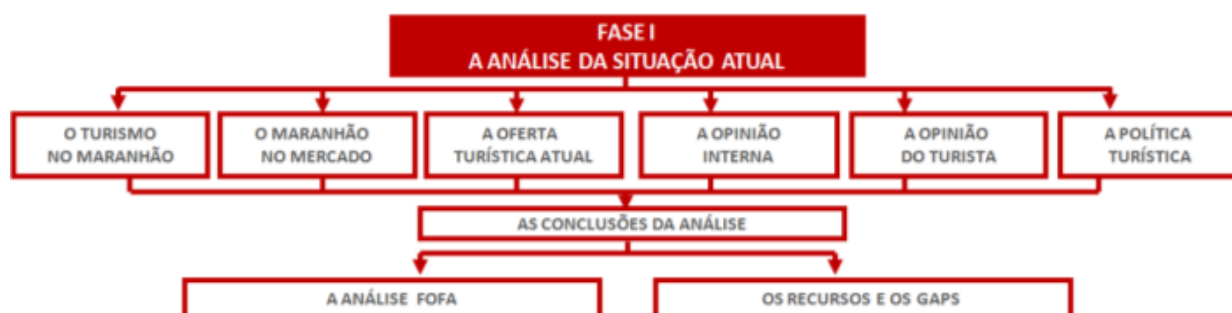 FASE I
A ANÁLISE DA SITUAÇÃO ATUAL
O TURISMO
NO MARANHÃO
O MARANHÃO
NO MERCADO
A OFERTA
TURÍSTICA ATUAL
A OPINIÃO
INTERNA
A OPINIÃO
DO TURISTA
A POLÍTICA
TURÍSTICA
AS CONCLUSÕES DA ANÁLISE
A ANÁLISE FOFA
OS RECURSOS E OS GAPS